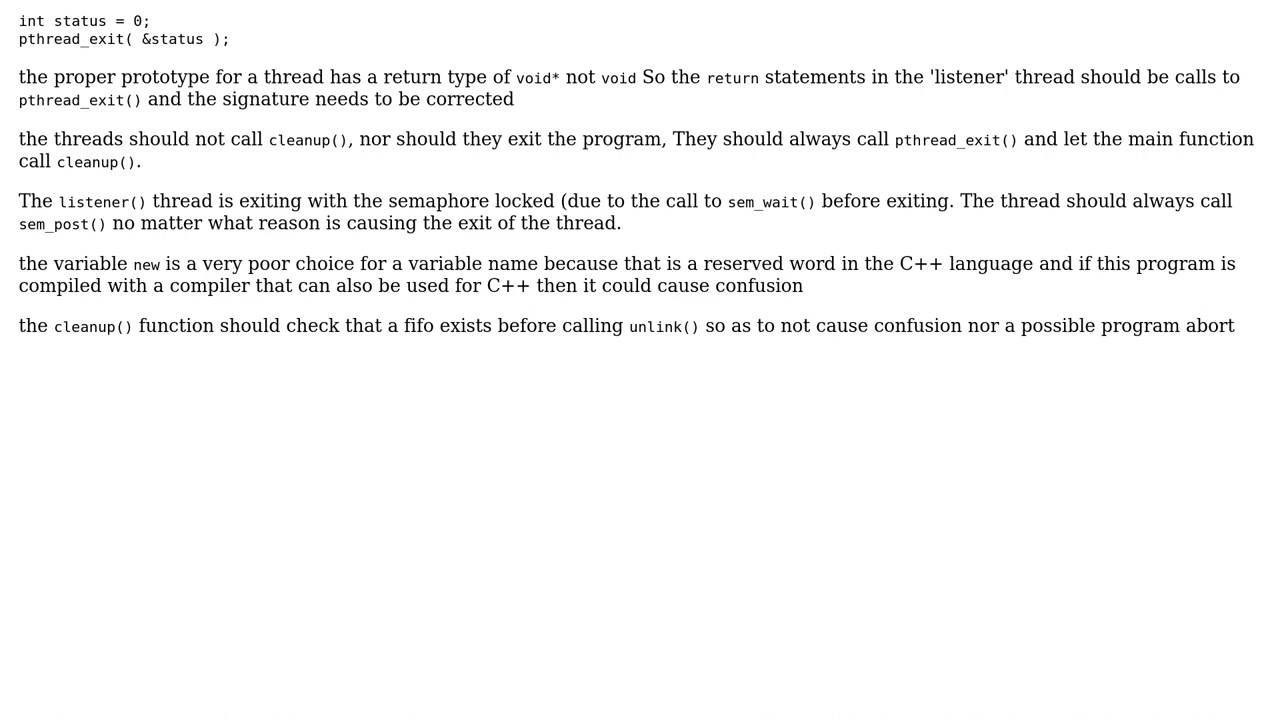 int status = 0;
pthread_exit( &status );
the proper prototype for a thread has a return type of void* not void So the return statements in the 'listener' thread should be calls to
pthread_exit() and the signature needs to be corrected
the threads should not call cleanup(), nor should they exit the program, They should always call pthread_exit() and let the main function
call cleanup().
The listener() thread is exiting with the semaphore locked (due to the call to sem_wait() before exiting. The thread should always call
sem_post() no matter what reason is causing the exit of the thread.
the variable new is a very poor choice for a variable name because that is a reserved word in the C++ language and if this program is
compiled with a compiler that can also be used for C++ then it could cause confusion
the cleanup() function should check that a fifo exists before calling unlink() so as to not cause confusion nor a possible program abort